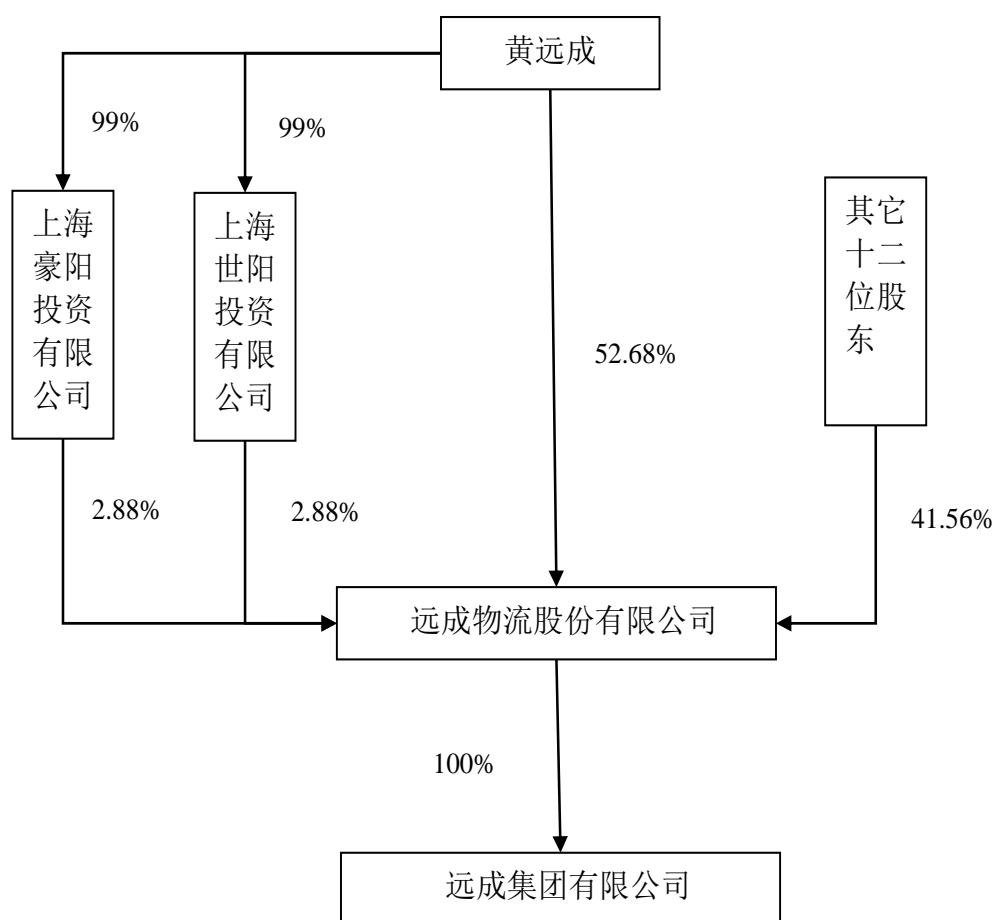 黄远成
99%
99%
上海
豪阳
投资
有限
公司
上海
世阳
投资
有限
公司
其它
十二
位股
东
52.68%
2.88%
2.88%
41.56%
远成物流股份有限公司
100%
远成集团有限公司